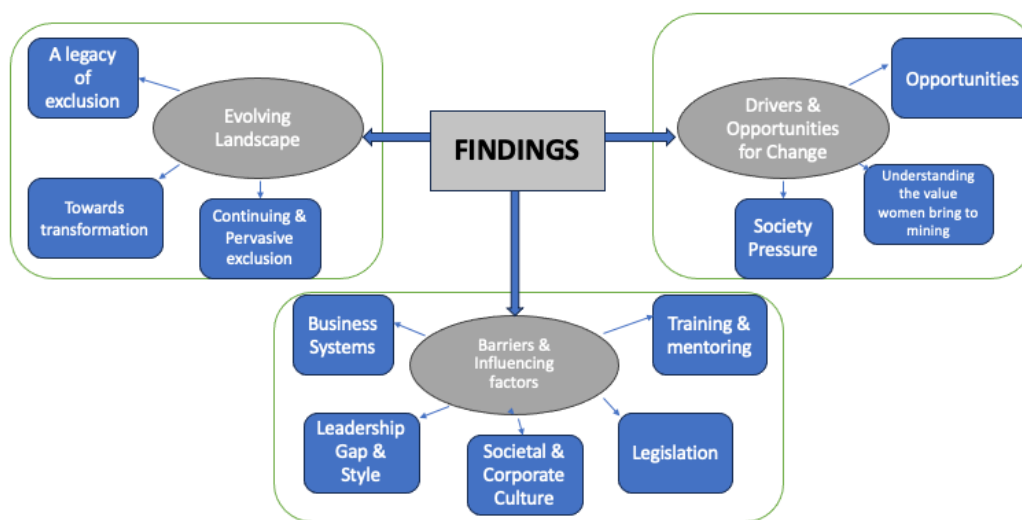 FINDINGS
A legacy
of
exclusion
Evolving
Landscape
Towards
transformation
Continuing &
Pervasive
exclusion
Drivers &
Opportunities
for Change
Opportunities
Understanding
the value
women bring to
mining
Society
Pressure
Business
Systems
Barriers &
Influencing
factors
Training &
mentoring
Leadership
Gap &
Style
Societal &
Corporate
Culture
Legislation